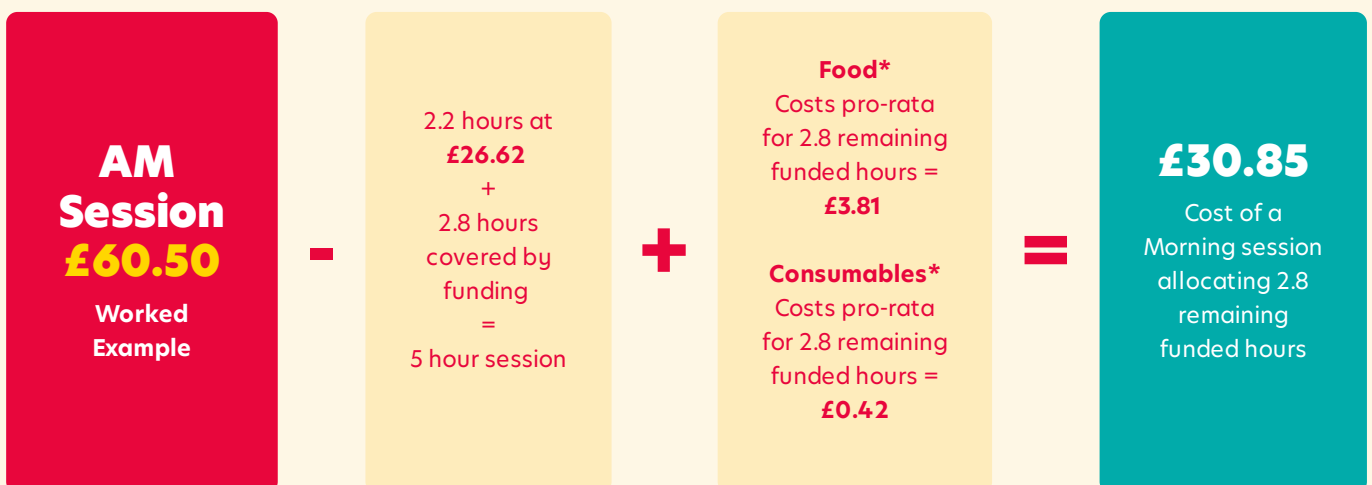 AM
Session
£60.50
Worked
Example
-
2.2 hours at
£26.62
+
2.8 hours
covered by
funding
=
5 hour session
+
Food*
Costs pro-rata
for 2.8 remaining
funded hours =
£3.81
Consumables*
Costs pro-rata
for 2.8 remaining
funded hours =
£0.42
=
£30.85
Cost of a
Morning session
allocating 2.8
remaining
funded hours